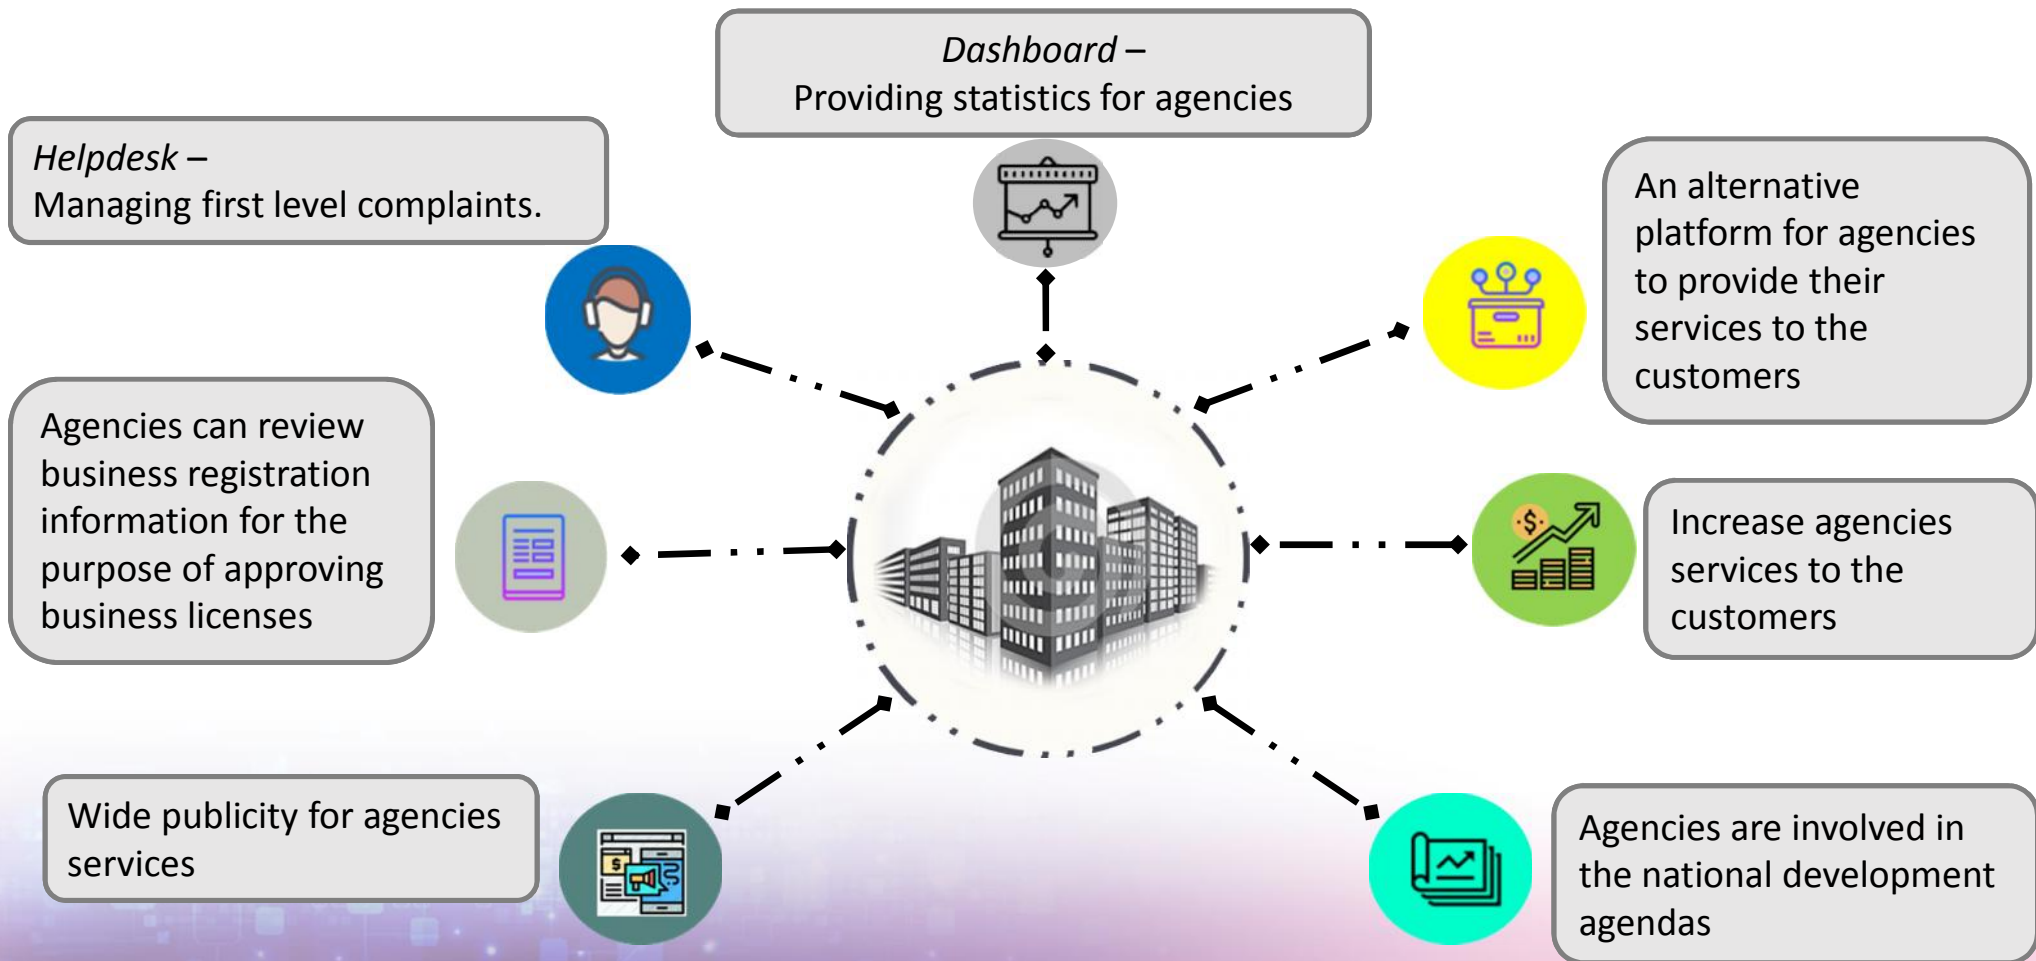 Dashboard –
Providing statistics for agencies
Helpdesk –
Managing first level complaints.
An alternative
platform for agencies
to provide their
services to the
customers
Agencies can review
business registration
information for the
purpose of approving
business licenses
Increase agencies
services to the
customers
Wide publicity for agencies
services
Agencies are involved in
the national development
agendas